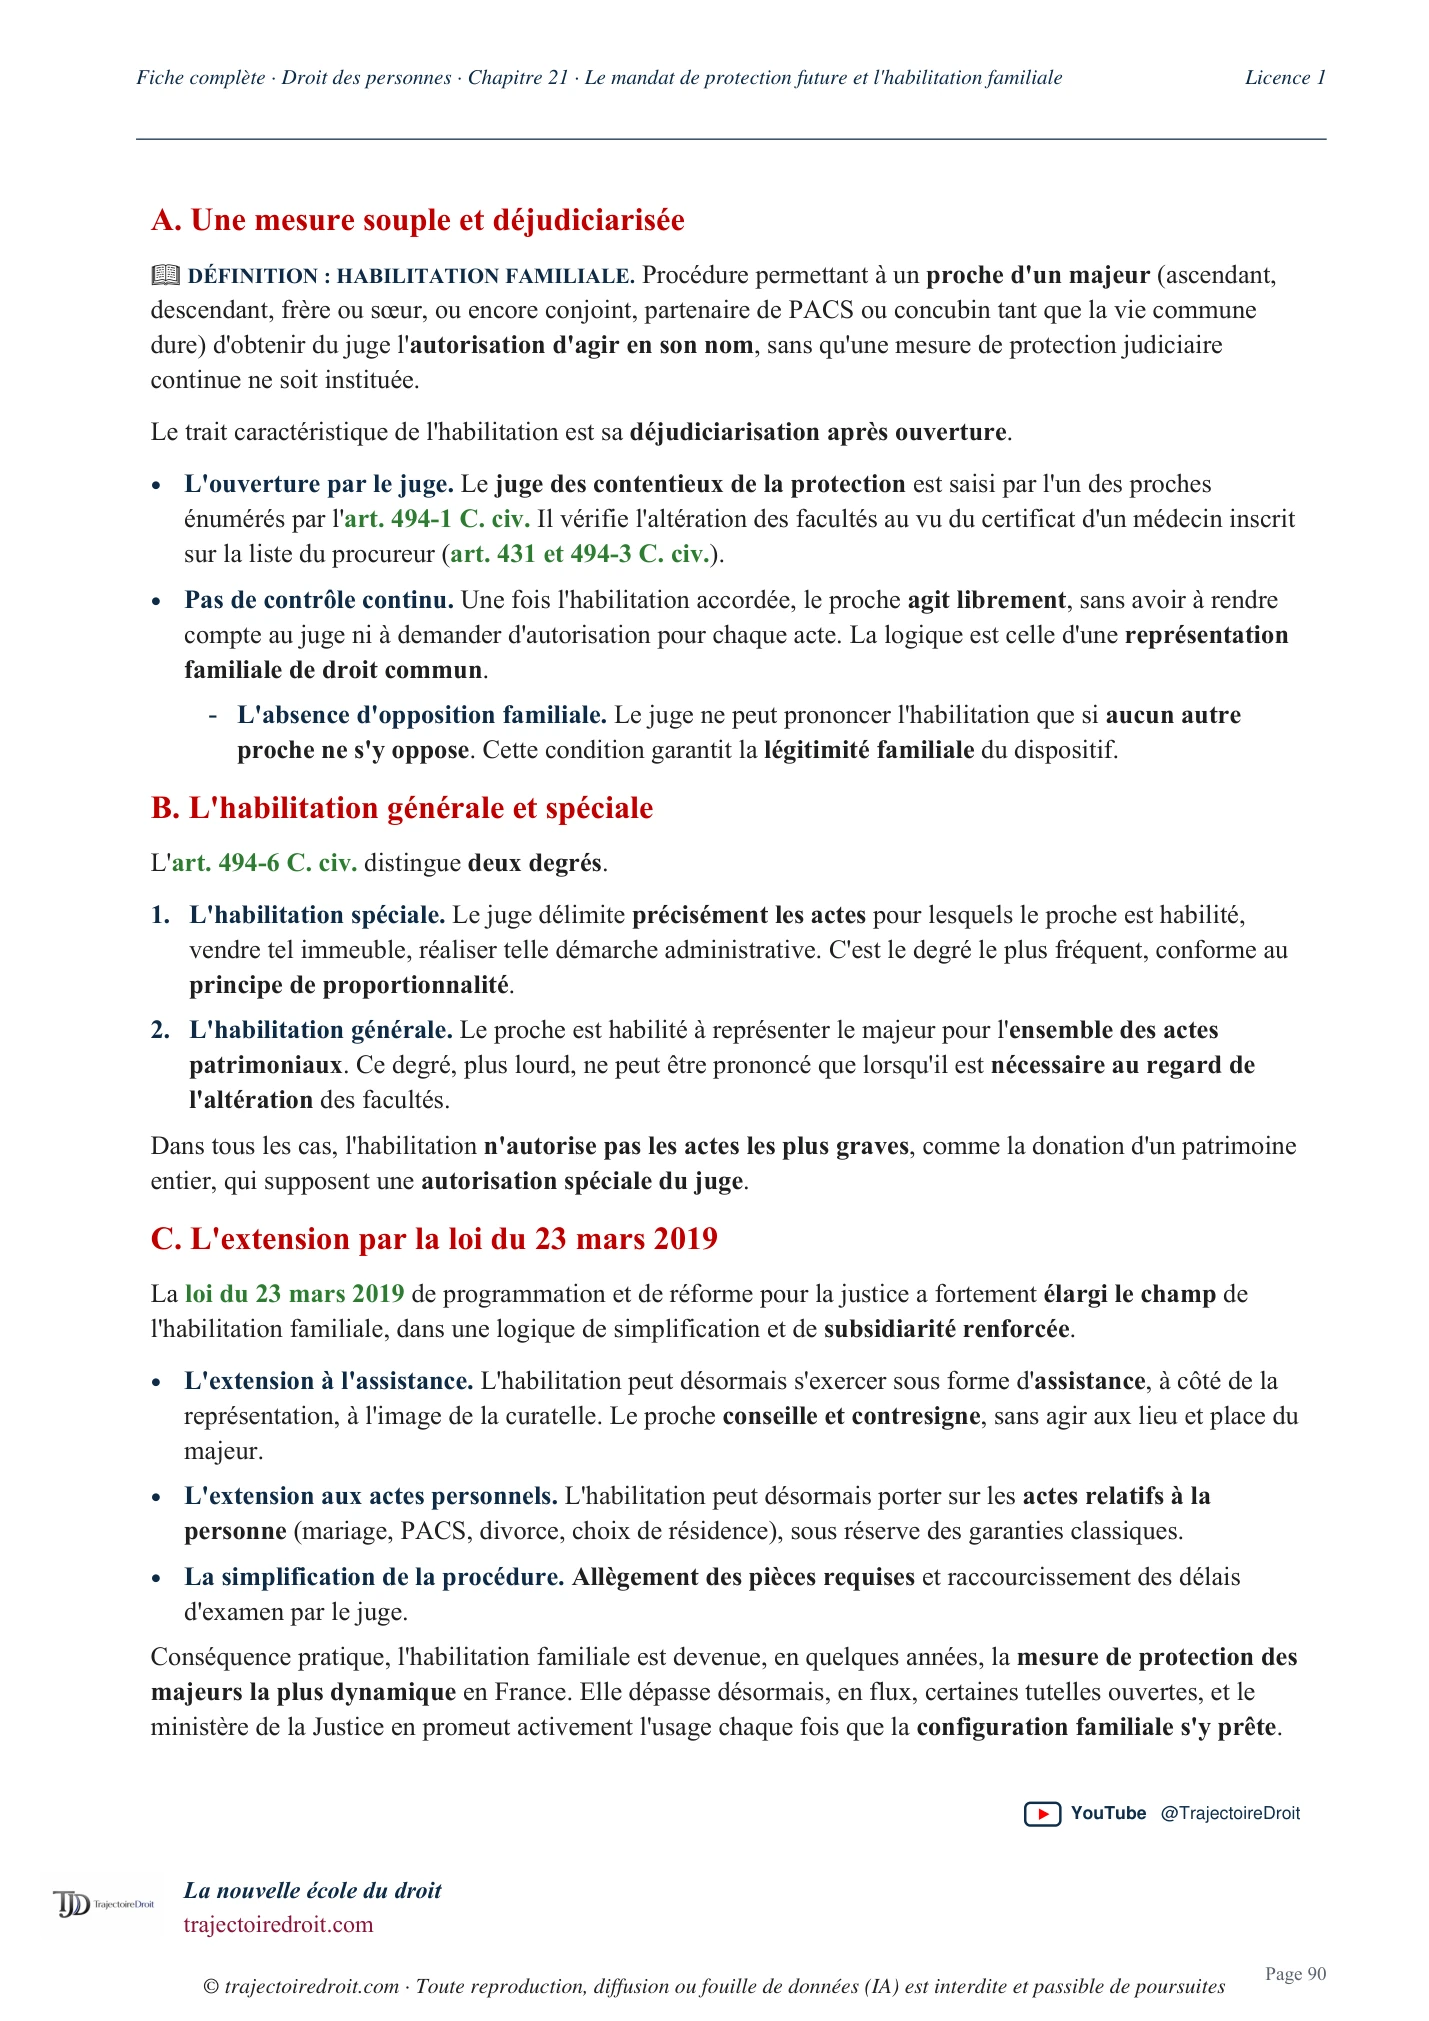 Fiche complète · Droit des personnes · Chapitre 21 · Le mandat de protection future et l'habilitation familiale Licence 1
A. Une mesure souple et déjudiciarisée
DÉFINITION : HABILITATION FAMILIALE. Procédure permettant à un proche d'un majeur (ascendant,
descendant, frère ou sœur, ou encore conjoint, partenaire de PACS ou concubin tant que la vie commune
dure) d'obtenir du juge l'autorisation d'agir en son nom, sans qu'une mesure de protection judiciaire
continue ne soit instituée.
Le trait caractéristique de l'habilitation est sa déjudiciarisation après ouverture.
• L'ouverture par le juge. Le juge des contentieux de la protection est saisi par l'un des proches
énumérés par l'art. 494-1 C. civ. Il vérifie l'altération des facultés au vu du certificat d'un médecin inscrit
sur la liste du procureur (art. 431 et 494-3 C. civ.).
• Pas de contrôle continu. Une fois l'habilitation accordée, le proche agit librement, sans avoir à rendre
compte au juge ni à demander d'autorisation pour chaque acte. La logique est celle d'une représentation
familiale de droit commun.
- L'absence d'opposition familiale. Le juge ne peut prononcer l'habilitation que si aucun autre
proche ne s'y oppose. Cette condition garantit la légitimité familiale du dispositif.
B. L'habilitation générale et spéciale
L'art. 494-6 C. civ. distingue deux degrés.
1. L'habilitation spéciale. Le juge délimite précisément les actes pour lesquels le proche est habilité,
vendre tel immeuble, réaliser telle démarche administrative. C'est le degré le plus fréquent, conforme au
principe de proportionnalité.
2. L'habilitation générale. Le proche est habilité à représenter le majeur pour l'ensemble des actes
patrimoniaux. Ce degré, plus lourd, ne peut être prononcé que lorsqu'il est nécessaire au regard de
l'altération des facultés.
Dans tous les cas, l'habilitation n'autorise pas les actes les plus graves, comme la donation d'un patrimoine
entier, qui supposent une autorisation spéciale du juge.
C. L'extension par la loi du 23 mars 2019
La loi du 23 mars 2019 de programmation et de réforme pour la justice a fortement élargi le champ de
l'habilitation familiale, dans une logique de simplification et de subsidiarité renforcée.
• L'extension à l'assistance. L'habilitation peut désormais s'exercer sous forme d'assistance, à côté de la
représentation, à l'image de la curatelle. Le proche conseille et contresigne, sans agir aux lieu et place du
majeur.
• L'extension aux actes personnels. L'habilitation peut désormais porter sur les actes relatifs à la
personne (mariage, PACS, divorce, choix de résidence), sous réserve des garanties classiques.
• La simplification de la procédure. Allègement des pièces requises et raccourcissement des délais
d'examen par le juge.
Conséquence pratique, l'habilitation familiale est devenue, en quelques années, la mesure de protection des
majeurs la plus dynamique en France. Elle dépasse désormais, en flux, certaines tutelles ouvertes, et le
ministère de la Justice en promeut activement l'usage chaque fois que la configuration familiale s'y prête.
YouTube @TrajectoireDroit
TJD TrajectoireDroit
La nouvelle école du droit
trajectoiredroit.com
© trajectoiredroit.com · Toute reproduction, diffusion ou fouille de données (IA) est interdite et passible de poursuites
Page 90